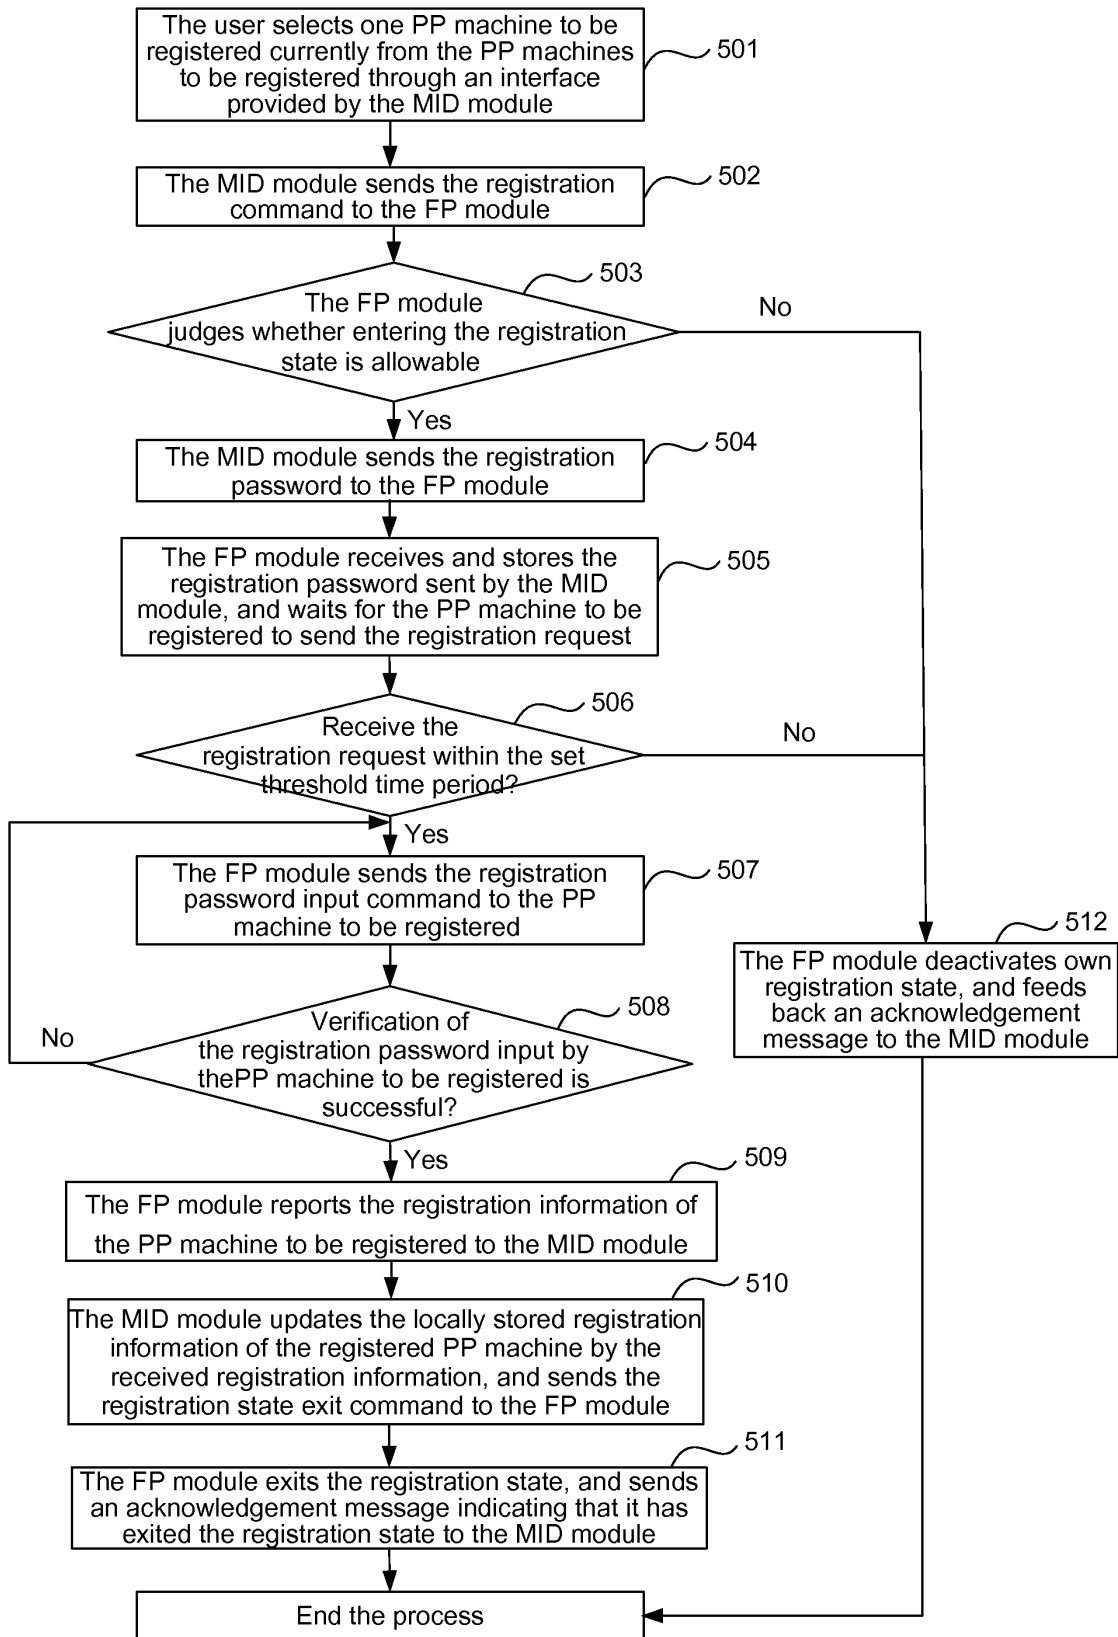 The user selects one PP machine to be
registered currently from the PP machines
to be registered through an interface
provided by the MID module
501
The MID module sends the registration
command to the FP module
502
503
The FP module
judges whether entering the registration
state is allowable
No
Yes
504
The MID module sends the registration
password to the FP module
The FP module receives and stores the
registration password sent by the MID
module, and waits for the PP machine to be
registered to send the registration request
505
506
Receive the
registration request within the set
threshold time period?
No
Yes
The FP module sends the registration
password input command to the PP
machine to be registered
507
512
The FP module deactivates own
registration state, and feeds
back an acknowledgement
message to the MID module
508
Verification of
the registration password input by
thePP machine to be registered is
successful?
No
Yes
509
The FP module reports the registration information of
the PP machine to be registered to the MID module
510
The MID module updates the locally stored registration
information of the registered PP machine by the
received registration information, and sends the
registration state exit command to the FP module
511
The FP module exits the registration state, and sends
an acknowledgement message indicating that it has
exited the registration state to the MID module
End the process